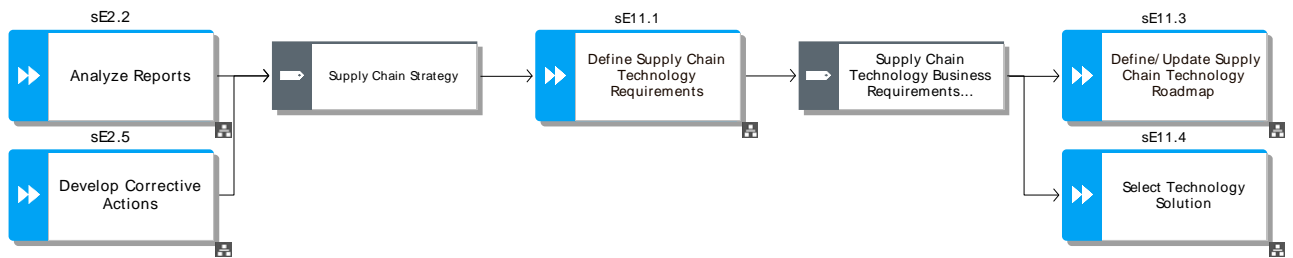 sE2.2
Analyze Reports
sE2.5
Develop Corrective
Actions
Supply Chain Strategy
sE11.1
Define Supply Chain
Technology
Requirements
Supply Chain
Technology Business
Requirements...
sE11.3
Define/ Update Supply
Chain Technology
Roadmap
sE11.4
Select Technology
Solution